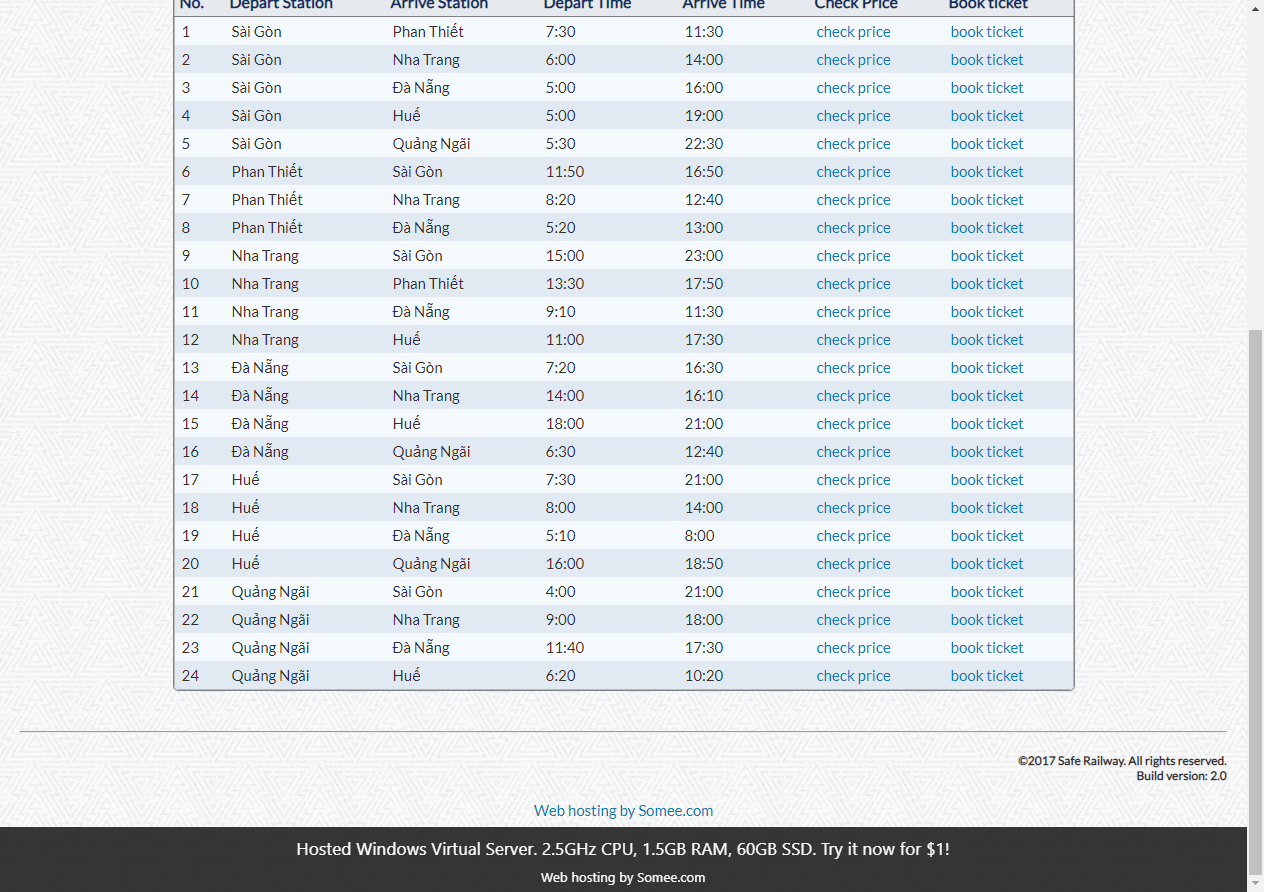 No. Depart Station Arrive Station Depart Time Arrive Time Check Price Book ticket
1 Sài Gòn Phan Thiết 7:30 11:30 check price book ticket
2 Sài Gòn Nha Trang 6:00 14:00 check price book ticket
3 Sài Gòn Đà Nẵng 5:00 16:00 check price book ticket
4 Sài Gòn Huế 5:00 19:00 check price book ticket
5 Sài Gòn Quảng Ngãi 5:30 22:30 check price book ticket
6 Phan Thiết Sài Gòn 11:50 16:50 check price book ticket
7 Phan Thiết Nha Trang 8:20 12:40 check price book ticket
8 Phan Thiết Đà Nẵng 5:20 13:00 check price book ticket
9 Nha Trang Sài Gòn 15:00 23:00 check price book ticket
10 Nha Trang Phan Thiết 13:30 17:50 check price book ticket
11 Nha Trang Đà Nẵng 9:10 11:30 check price book ticket
12 Nha Trang Huế 11:00 17:30 check price book ticket
13 Đà Nẵng Sài Gòn 7:20 16:30 check price book ticket
14 Đà Nẵng Nha Trang 14:00 16:10 check price book ticket
15 Đà Nẵng Huế 18:00 21:00 check price book ticket
16 Đà Nẵng Quảng Ngãi 6:30 12:40 check price book ticket
17 Huế Sài Gòn 7:30 21:00 check price book ticket
18 Huế Nha Trang 8:00 14:00 check price book ticket
19 Huế Đà Nẵng 5:10 8:00 check price book ticket
20 Huế Quảng Ngãi 16:00 18:50 check price book ticket
21 Quảng Ngãi Sài Gòn 4:00 21:00 check price book ticket
22 Quảng Ngãi Nha Trang 9:00 18:00 check price book ticket
23 Quảng Ngãi Đà Nẵng 11:40 17:30 check price book ticket
24 Quảng Ngãi Huế 6:20 10:20 check price book ticket
©2017 Safe Railway. All rights reserved.
Build version: 2.0
Web hosting by Somee.com
Hosted Windows Virtual Server. 2.5GHz CPU, 1.5GB RAM, 60GB SSD. Try it now for $1!
Web hosting by Somee.com